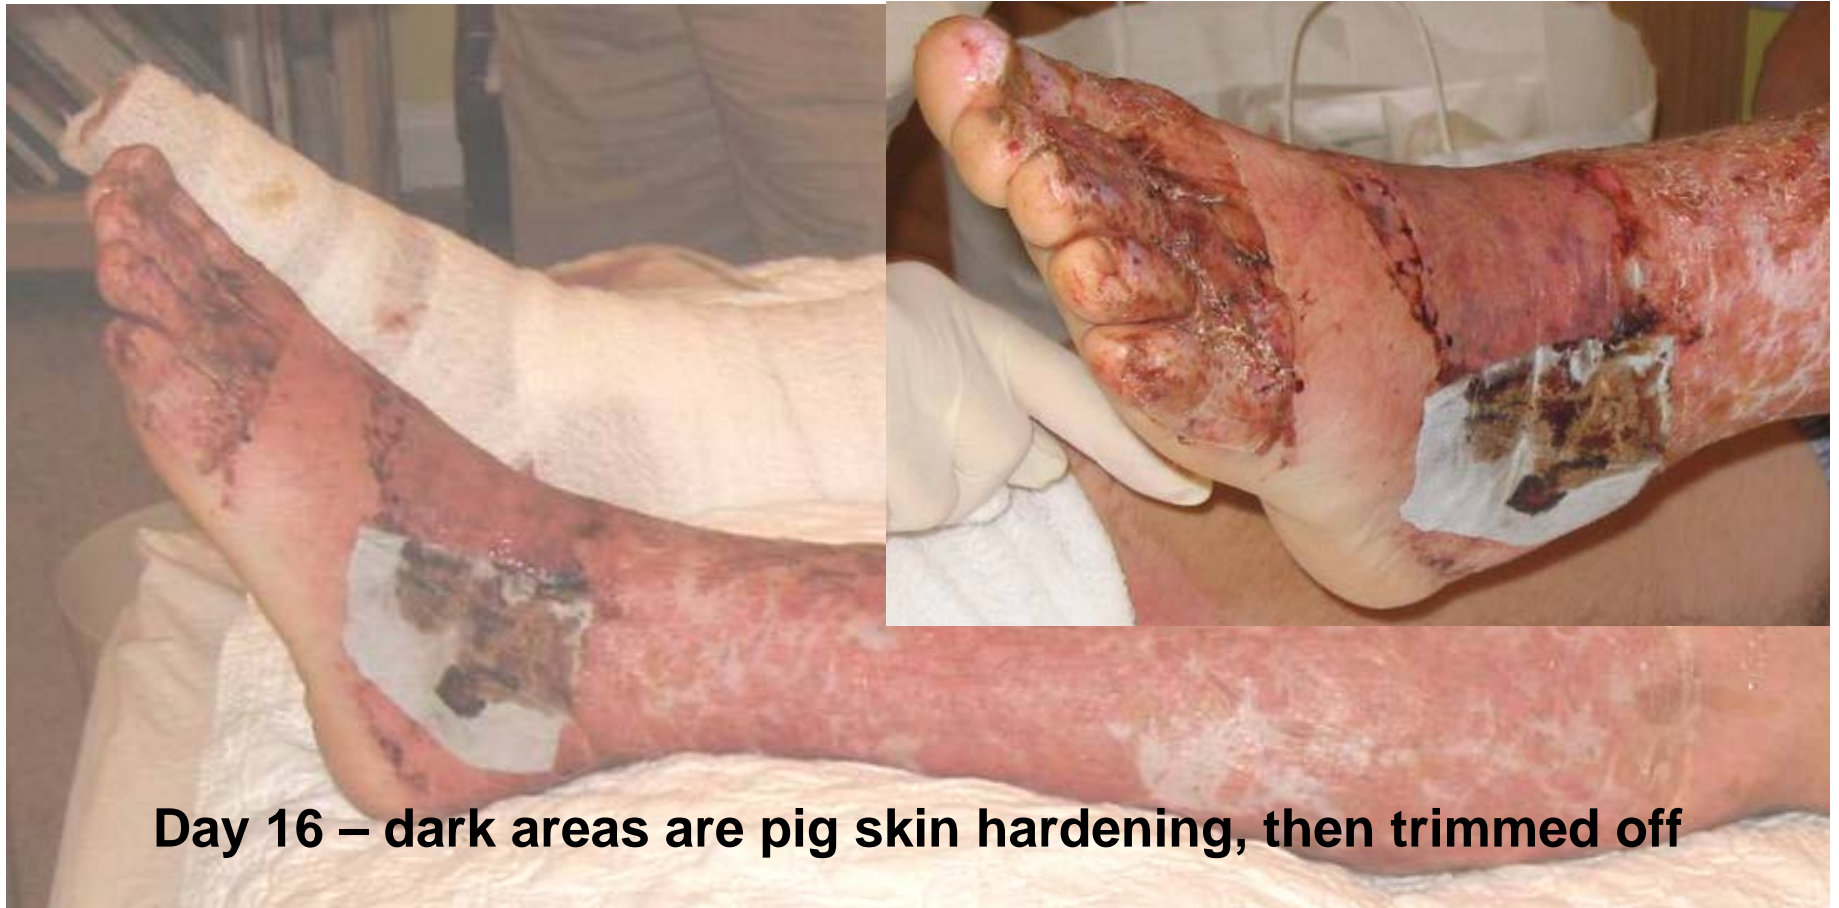 Day 16 – dark areas are pig skin hardening, then trimmed off